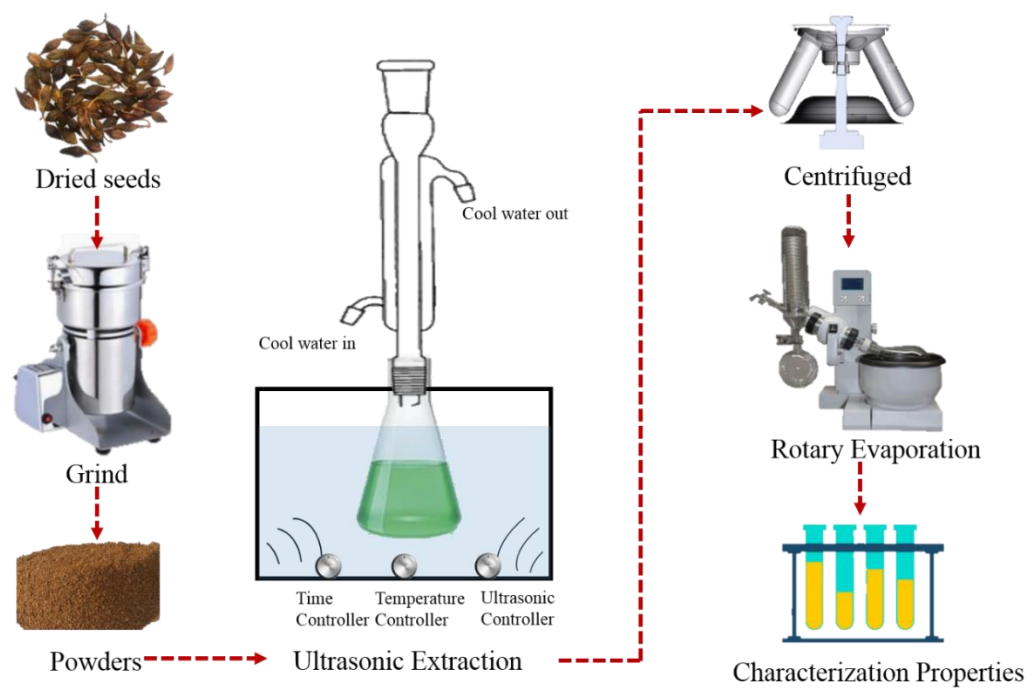 Dried seeds
Grind
Powders
Cool water out
Cool water in
Time
Controller
Temperature
Controller
Ultrasonic
Controller
Ultrasonic Extraction
Centrifuged
Rotary Evaporation
Characterization Properties